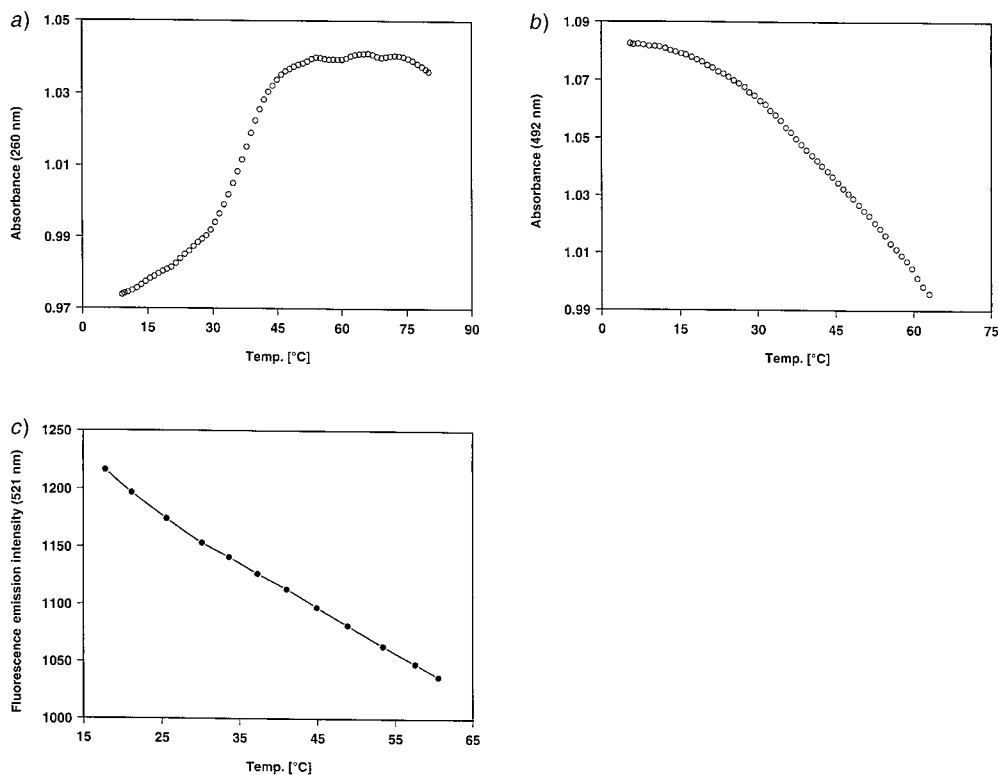 a)
1.05
1.03
1.01
0.99
0.97
Absorbance (260 nm)
0 15 30 45 60 75 90
Temp. [°C]
b)
1.09
1.07
1.05
1.03
1.01
0.99
Absorbance (492 nm)
0 15 30 45 60 75
Temp. [°C]
c)
1250
1200
1150
1100
1050
1000
Fluorescence emission intensity (521 nm)
15 25 35 45 55 65
Temp. [°C]